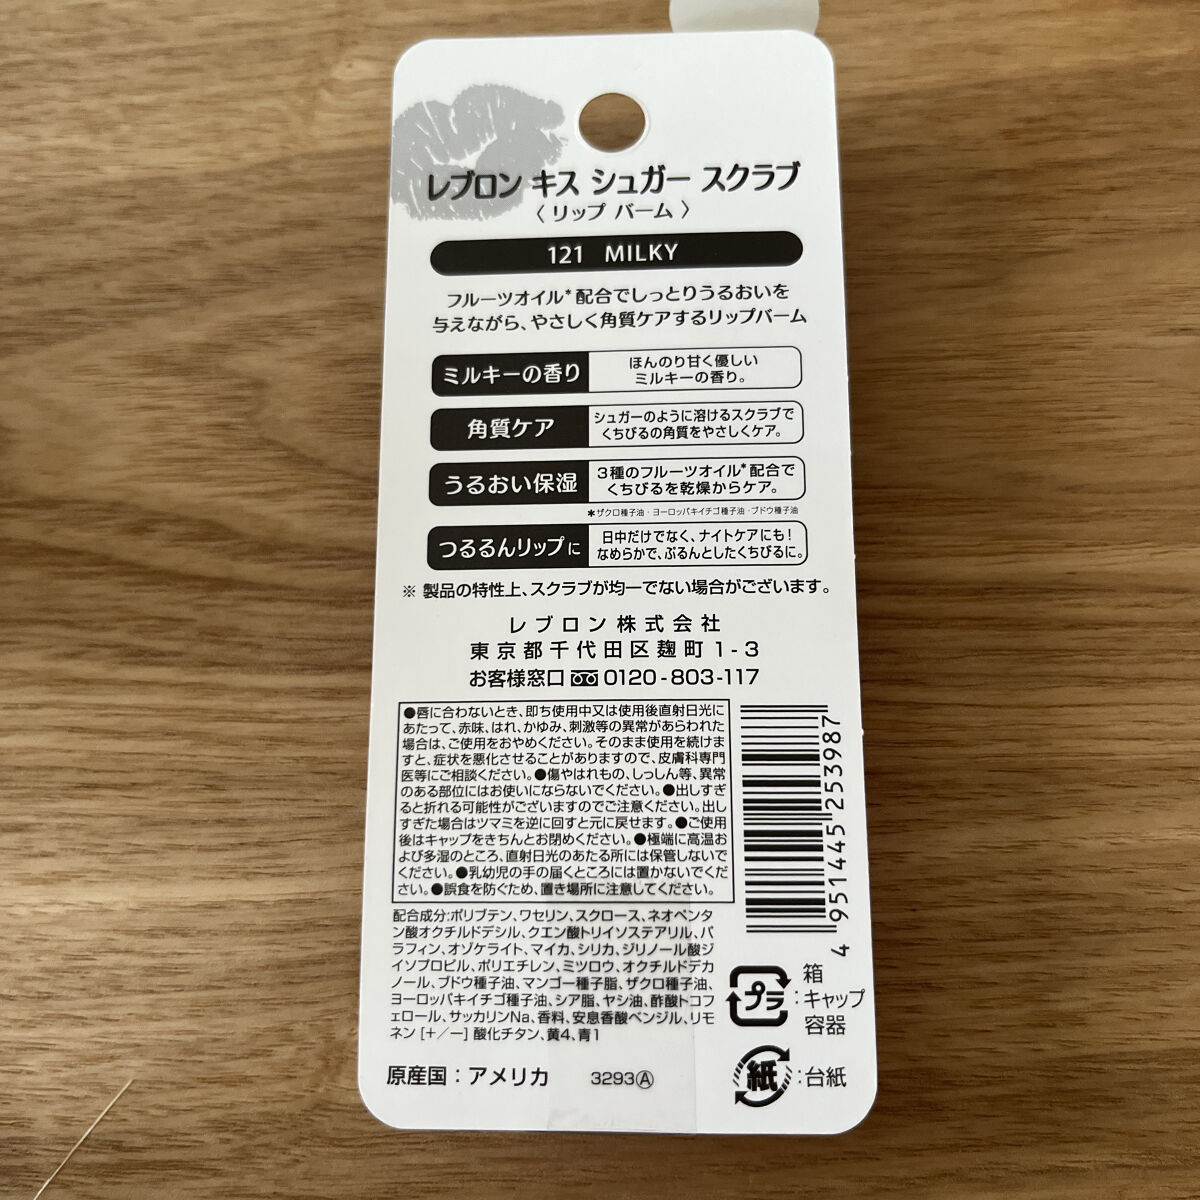 レブロン キス シュガー スクラブ
〈 リップ バーム 〉
121 MILKY
フルーツオイル*配合でしっとりうるおいを
与えながら、やさしく角質ケアするリップバーム
ミルキーの香り
ほんのり甘く優しい
ミルキーの香り。
角質ケア
シュガーのように溶けるスクラブで
くちびるの角質をやさしくケア。
うるおい保湿
3種のフルーツオイル*配合で
くちびるを乾燥からケア。
*ザクロ種子油・ヨーロッパキイチゴ種子油・ブドウ種子油
つるるんリップに
日中だけでなく、ナイトケアにも!
なめらかで、ぷるんとしたくちびるに。
※ 製品の特性上、スクラブが均一でない場合がございます。
レブロン株式会社
東京都千代田区麹町1-3
お客様窓口 0120-803-117
●唇に合わないとき、即ち使用中又は使用後直射日光に
あたって、赤味、はれ、かゆみ、刺激等の異常があらわれた
場合は、ご使用をおやめください。そのまま使用を続けま
すと、症状を悪化させることがありますので、皮膚科専門
医等にご相談ください。●傷やはれもの、しっしん等、異常
のある部位にはお使いにならないでください。●出しすぎ
ると折れる可能性がございますのでご注意ください。出し
すぎた場合はツマミを逆に回すと元に戻せます。●ご使用
後はキャップをきちんとお閉めください。●極端に高温お
よび多湿のところ、直射日光のあたる所には保管しないで
ください。●乳幼児の手の届くところには置かないでくだ
さい。●誤食を防ぐため、置き場所に注意してください。
4 951445 253987
配合成分:ポリブテン、ワセリン、スクロース、ネオペンタ
ン酸オクチルドデシル、クエン酸トリイソステアリル、パ
ラフィン、オゾケライト、マイカ、シリカ、ジリノール酸ジ
イソプロピル、ポリエチレン、ミツロウ、オクチルドデカ
ノール、ブドウ種子油、マンゴー種子脂、ザクロ種子油、
ヨーロッパキイチゴ種子油、シア脂、ヤシ油、酢酸トコフ
ェロール、サッカリンNa、香料、安息香酸ベンジル、リモ
ネン [+/-] 酸化チタン、黄4、青1
プラ
箱
:キャップ
容器
紙
:台紙
原産国:アメリカ 3293Ⓐ